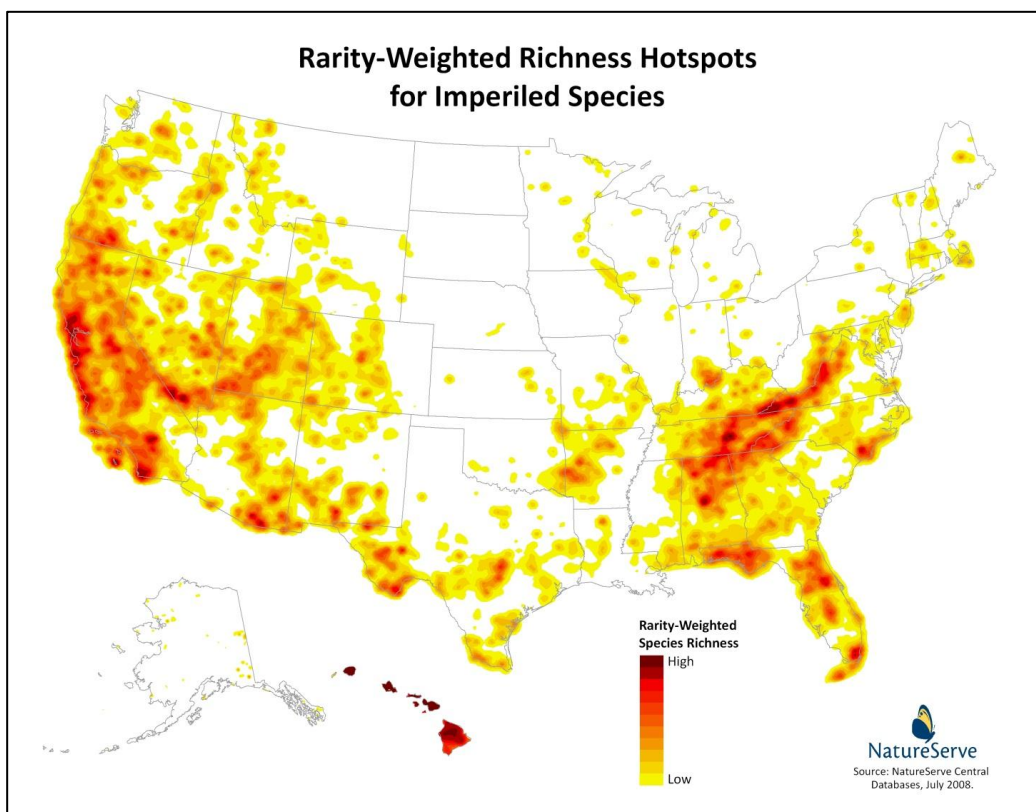 Rarity-Weighted Richness Hotspots
for Imperiled Species
Rarity-Weighted
Species Richness
High
Low
NatureServe
Source: NatureServe Central
Databases, July 2008.